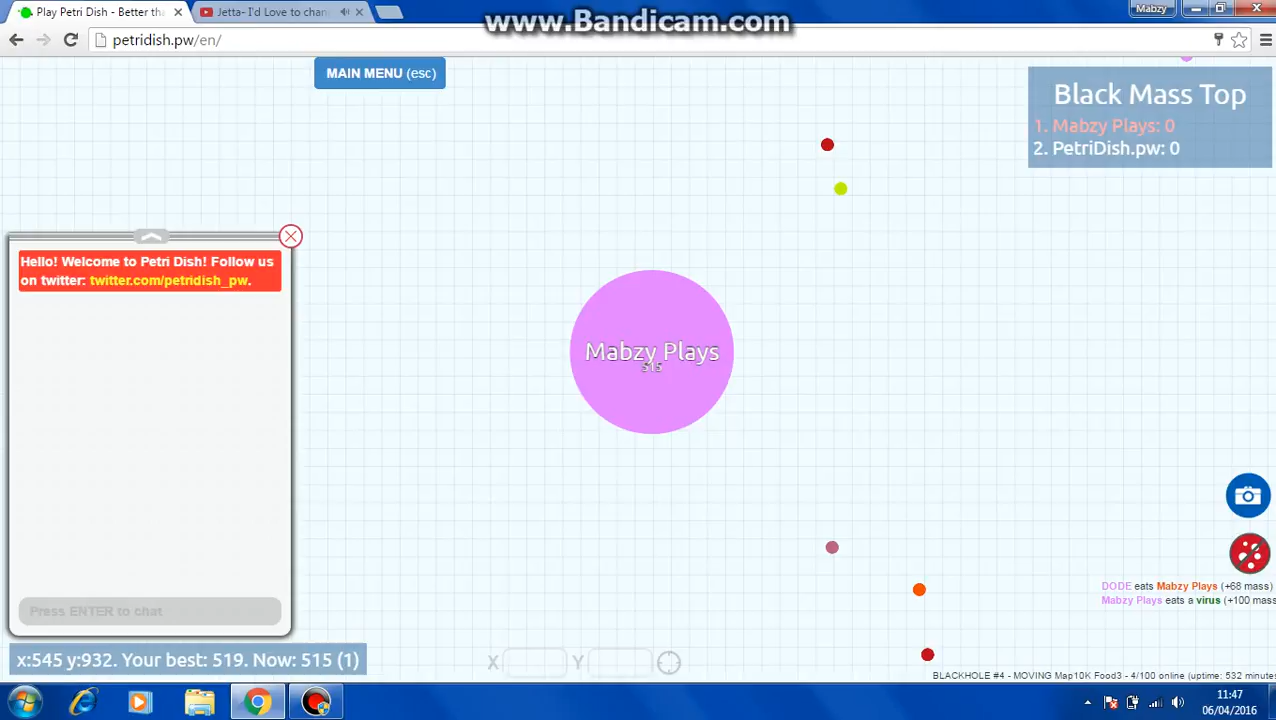 Play Petri Dish - Better tha
Jetta- I'd Love to chan
www.Bandicam.com
Mabzy
petridish.pw/en/
MAIN MENU (esc)
Black Mass Top
1. Mabzy Plays: 0
2. PetriDish.pw: 0
Hello! Welcome to Petri Dish! Follow us
on twitter: twitter.com/petridish_pw.
Mabzy Plays
515
DODE eats Mabzy Plays (+68 mass)
Mabzy Plays eats a virus (+100 mass
Press ENTER to chat
x:545 y:932. Your best: 519. Now: 515 (1)
X
Y
BLACKHOLE #4 - MOVING Map10K Food3 - 4/100 online (uptime: 532 minute
11:47
06/04/2016